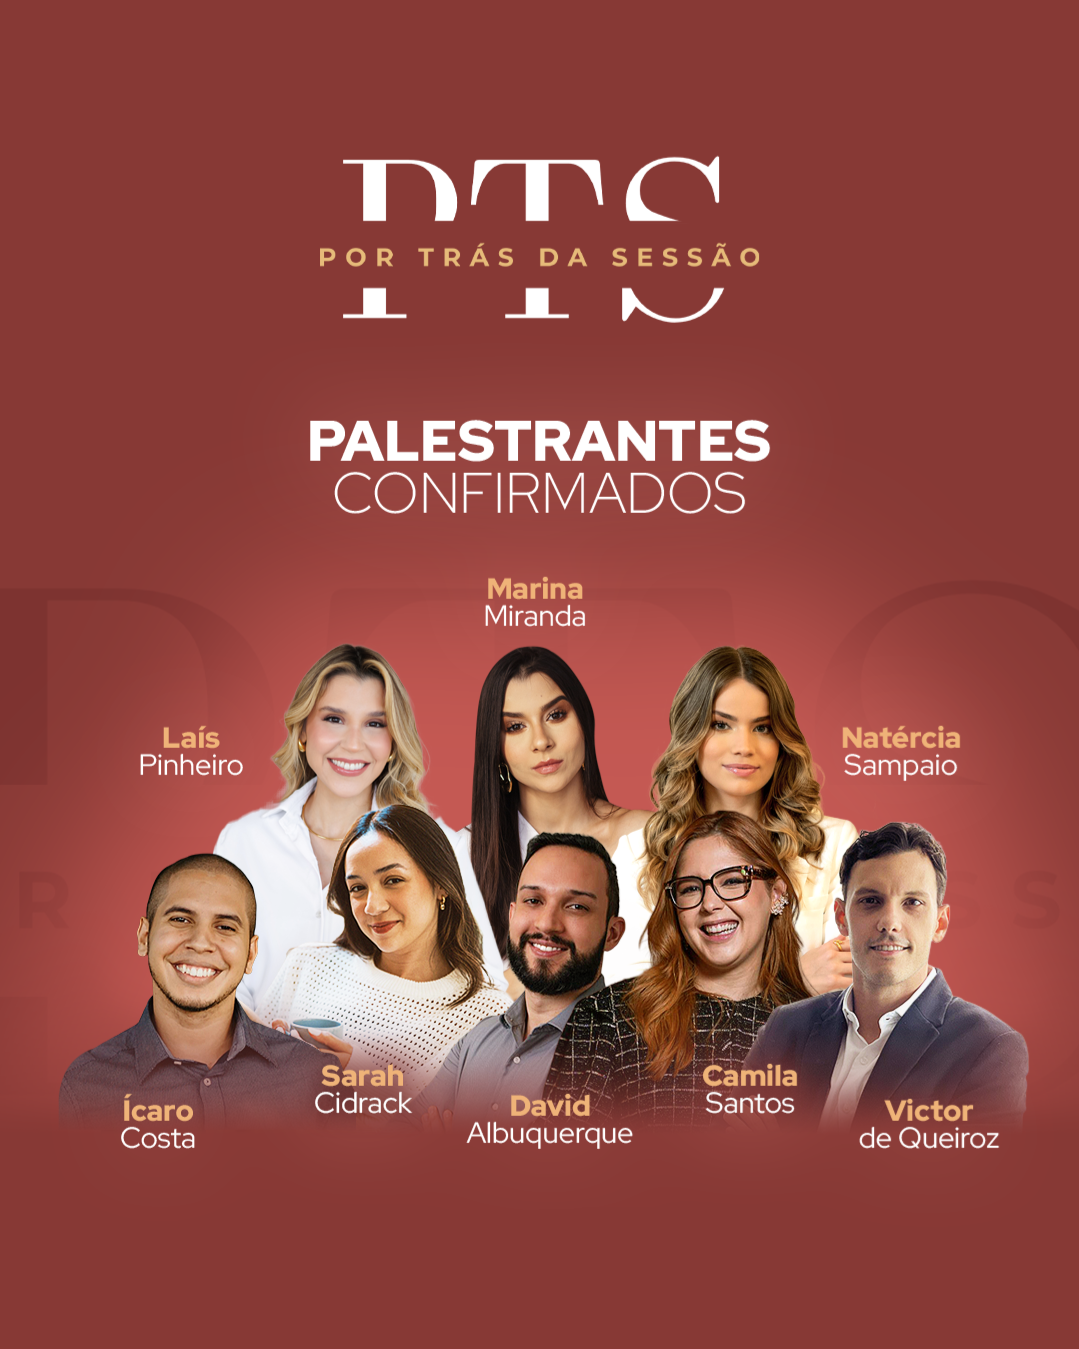 PTS
POR TRÁS DA SESSÃO
PALESTRANTES
CONFIRMADOS
Marina
Miranda
Laís
Pinheiro
Natércia
Sampaio
Sarah
Cidrack
Camila
Santos
Ícaro
Costa
David
Albuquerque
Victor
de Queiroz